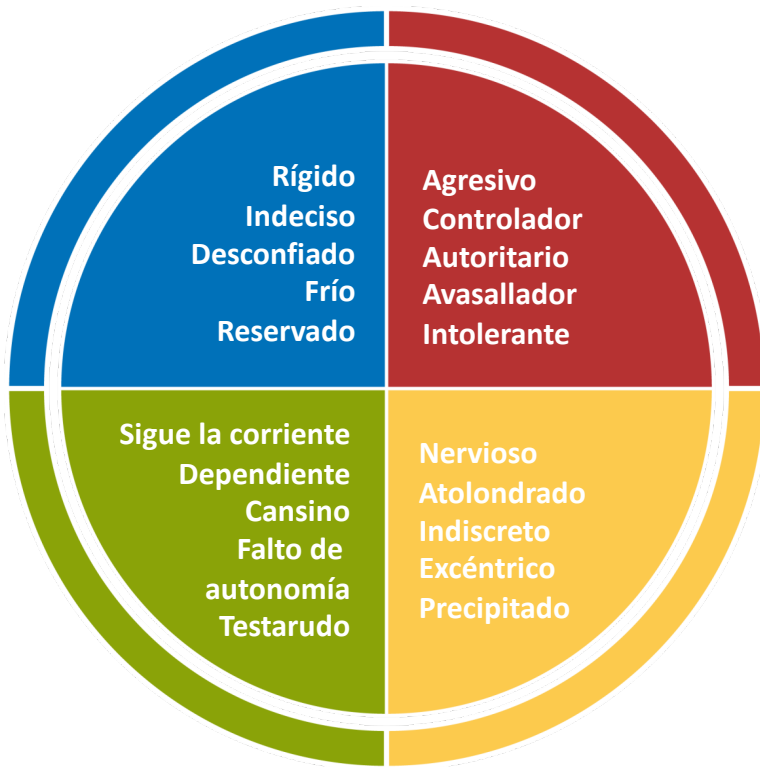 Rígido
Indeciso
Desconfiado
Frío
Reservado
Agresivo
Controlador
Autoritario
Avasallador
Intolerante
Sigue la corriente
Dependiente
Cansino
Falto de
autonomía
Testarudo
Nervioso
Atolondrado
Indiscreto
Excéntrico
Precipitado